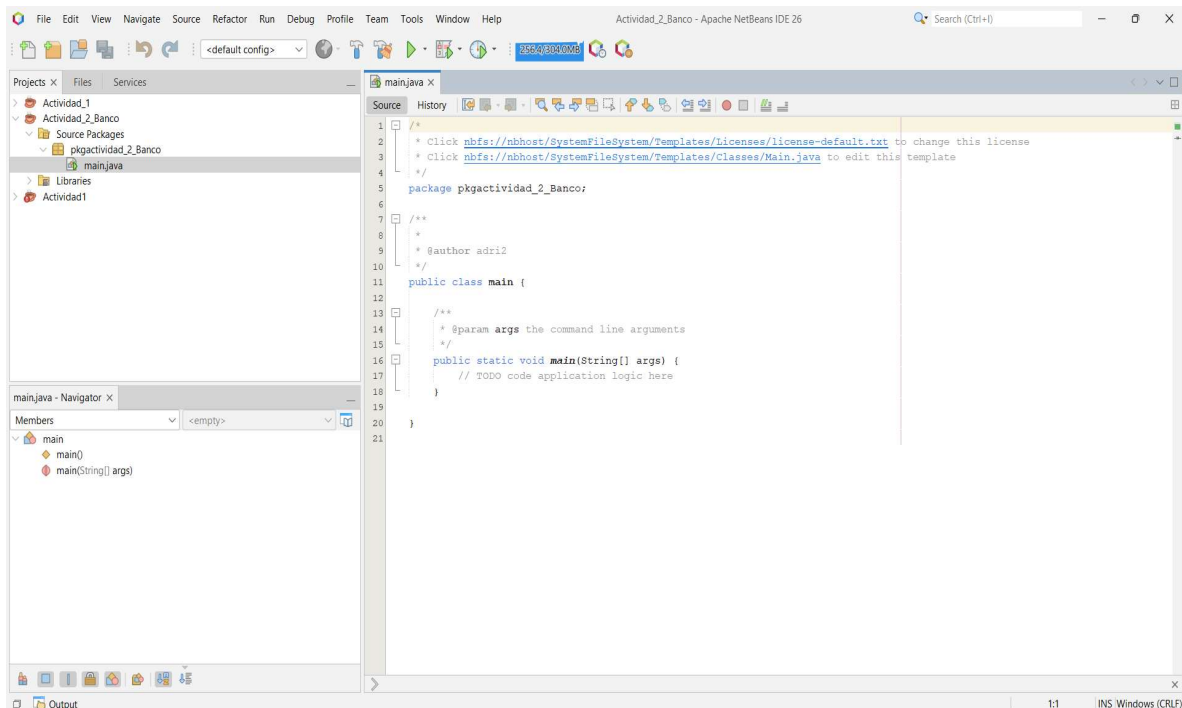 File Edit View Navigate Source Refactor Run Debug Profile Team Tools Window Help
Actividad_2_Banco - Apache NetBeans IDE 26
Search (Ctrl+I)
<default config>
256.4/304.0MB
Projects × Files Services
Actividad_1
Actividad_2_Banco
Source Packages
pkgactividad_2_Banco
main.java
Libraries
Actividad1
main.java - Navigator ×
Members <empty>
main
main()
main(String[] args)
main.java ×
Source History
1 /*
2 * Click nbfs://nbhost/SystemFileSystem/Templates/Licenses/license-default.txt to change this license
3 * Click nbfs://nbhost/SystemFileSystem/Templates/Classes/Main.java to edit this template
4 */
5 package pkgactividad_2_Banco;
6
7 /**
8 *
9 * @author adri2
10 */
11 public class main {
12
13 /**
14 * @param args the command line arguments
15 */
16 public static void main(String[] args) {
17 // TODO code application logic here
18 }
19
20 }
21
Output
1:1 INS Windows (CRLF)